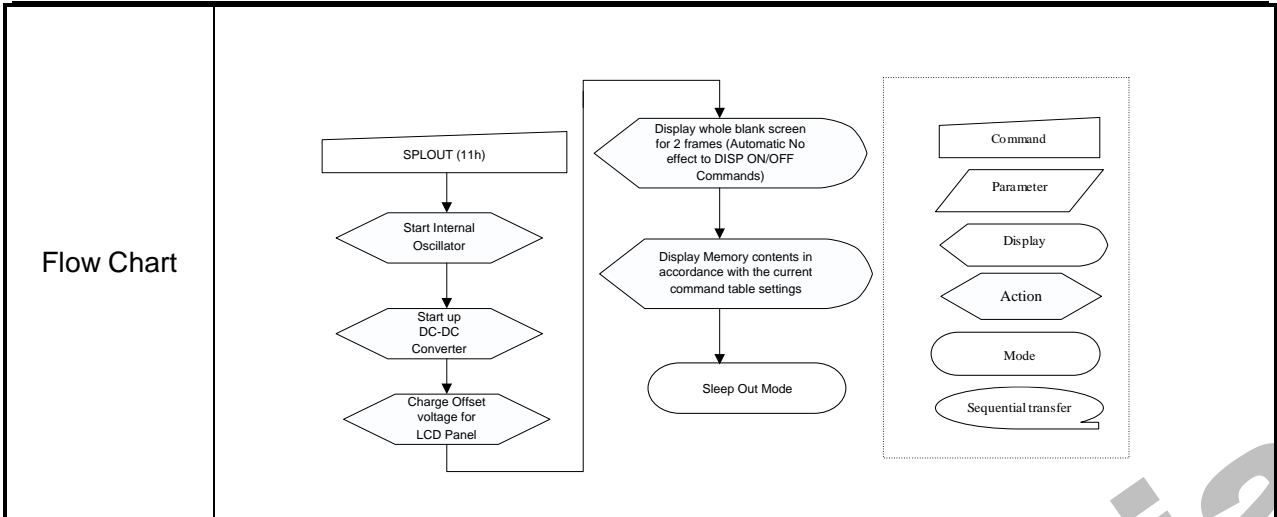 Flow Chart
SPLOUT (11h)
Start Internal
Oscillator
Start up
DC-DC
Converter
Charge Offset
voltage for
LCD Panel
Display whole blank screen
for 2 frames (Automatic No
effect to DISP ON/OFF
Commands)
Display Memory contents in
accordance with the current
command table settings
Sleep Out Mode
Command
Parameter
Display
Action
Mode
Sequential transfer